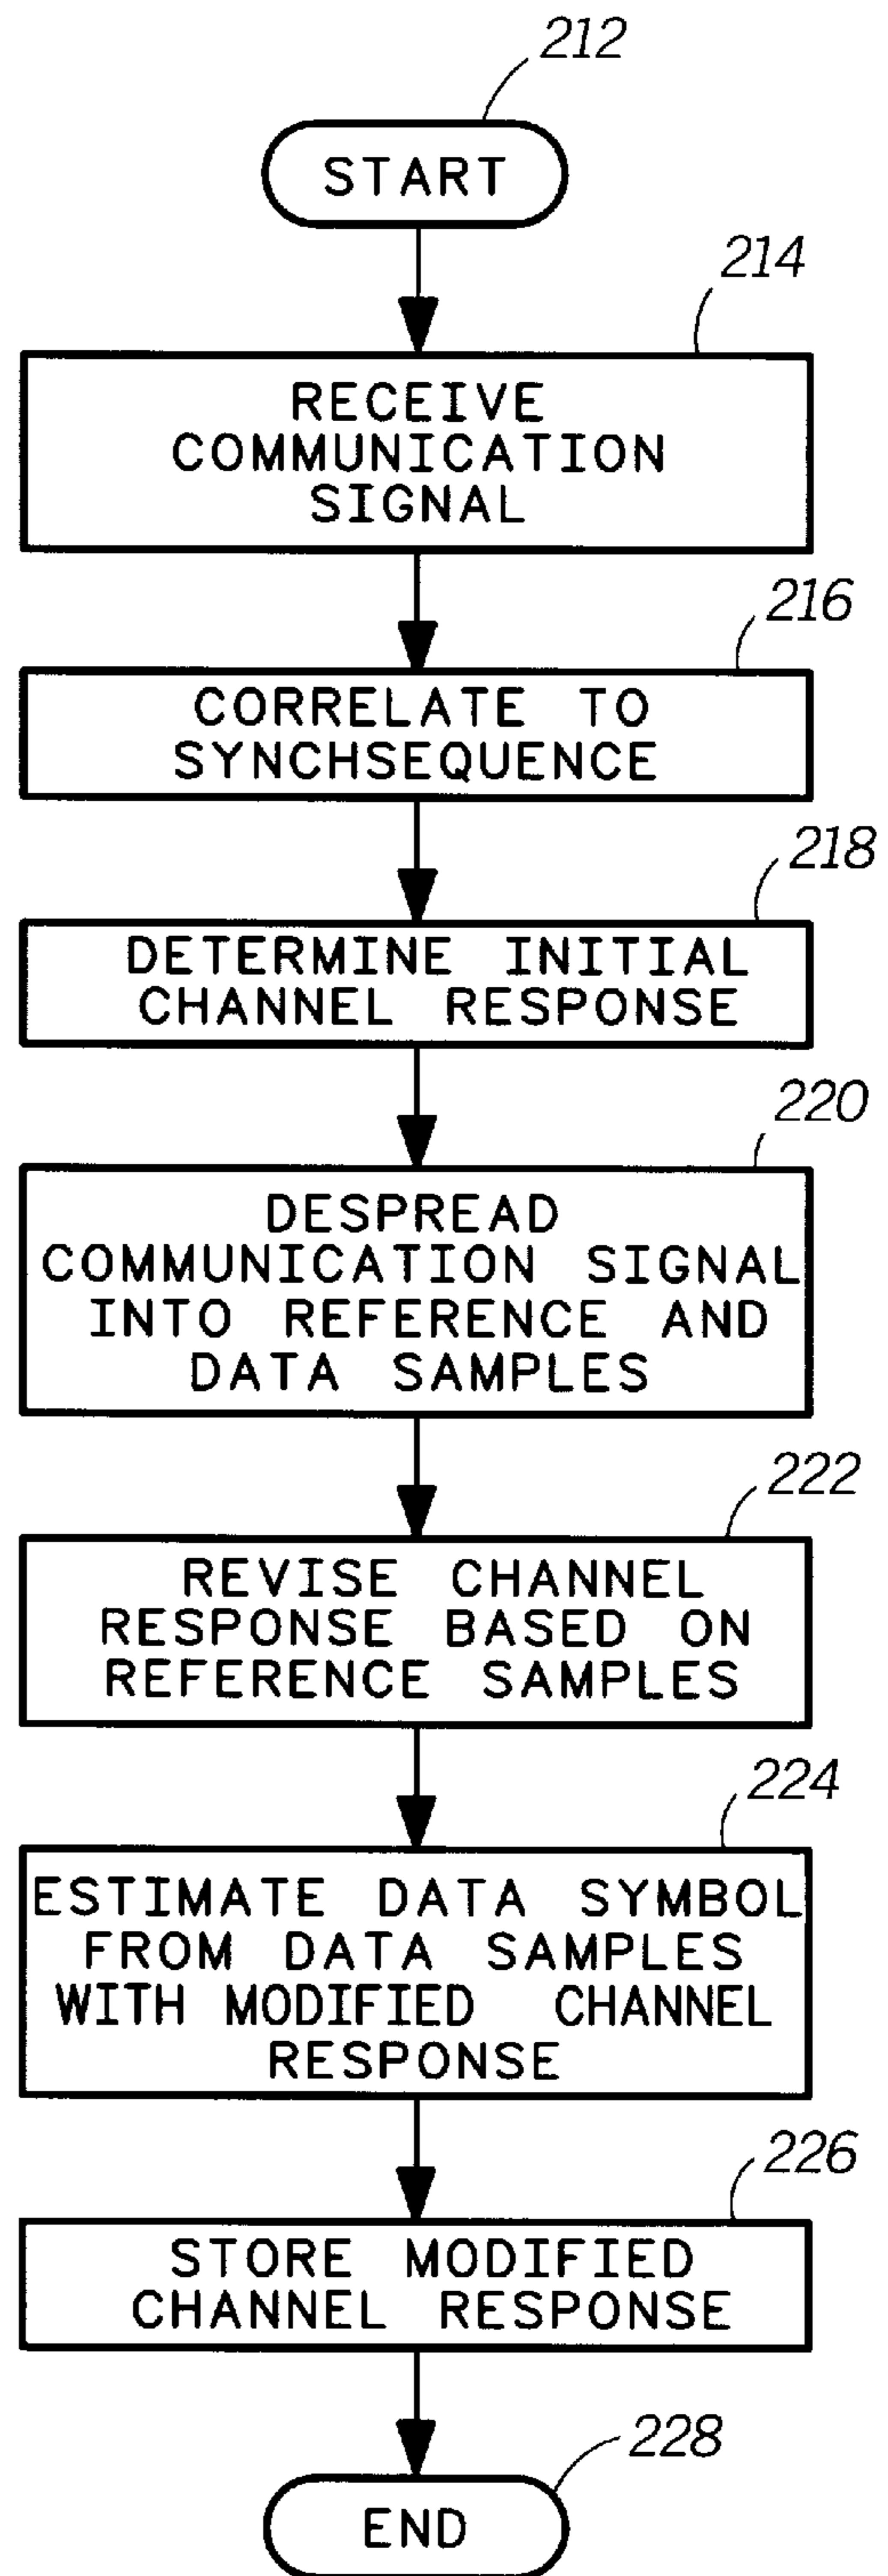 212
START
214
RECEIVE
COMMUNICATION
SIGNAL
216
CORRELATE TO
SYNCHSEQUENCE
218
DETERMINE INITIAL
CHANNEL RESPONSE
220
DESPREAD
COMMUNICATION SIGNAL
INTO REFERENCE AND
DATA SAMPLES
222
REVISE CHANNEL
RESPONSE BASED ON
REFERENCE SAMPLES
224
ESTIMATE DATA SYMBOL
FROM DATA SAMPLES
WITH MODIFIED CHANNEL
RESPONSE
226
STORE MODIFIED
CHANNEL RESPONSE
228
END